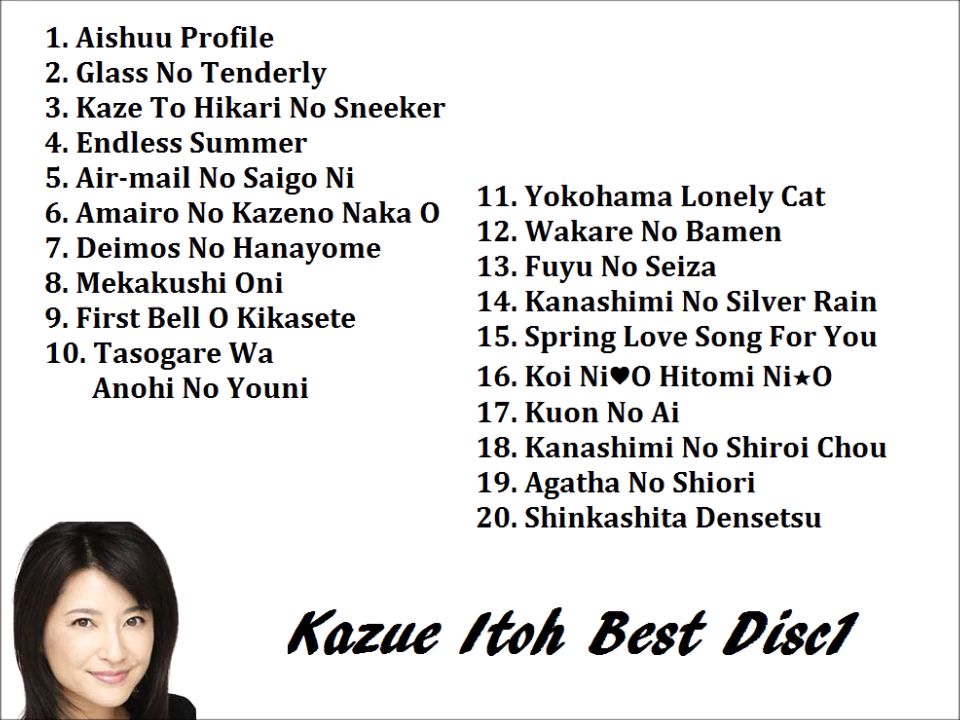 1. Aishuu Profile
2. Glass No Tenderly
3. Kaze To Hikari No Sneeker
4. Endless Summer
5. Air-mail No Saigo Ni
6. Amairo No Kazeno Naka O
7. Deimos No Hanayome
8. Mekakushi Oni
9. First Bell O Kikasete
10. Tasogare Wa
Anohi No Youni
11. Yokohama Lonely Cat
12. Wakare No Bamen
13. Fuyu No Seiza
14. Kanashimi No Silver Rain
15. Spring Love Song For You
16. Koi Ni♥O Hitomi Ni★O
17. Kuon No Ai
18. Kanashimi No Shiroi Chou
19. Agatha No Shiori
20. Shinkashita Densetsu
Kazue Itoh Best Disc1